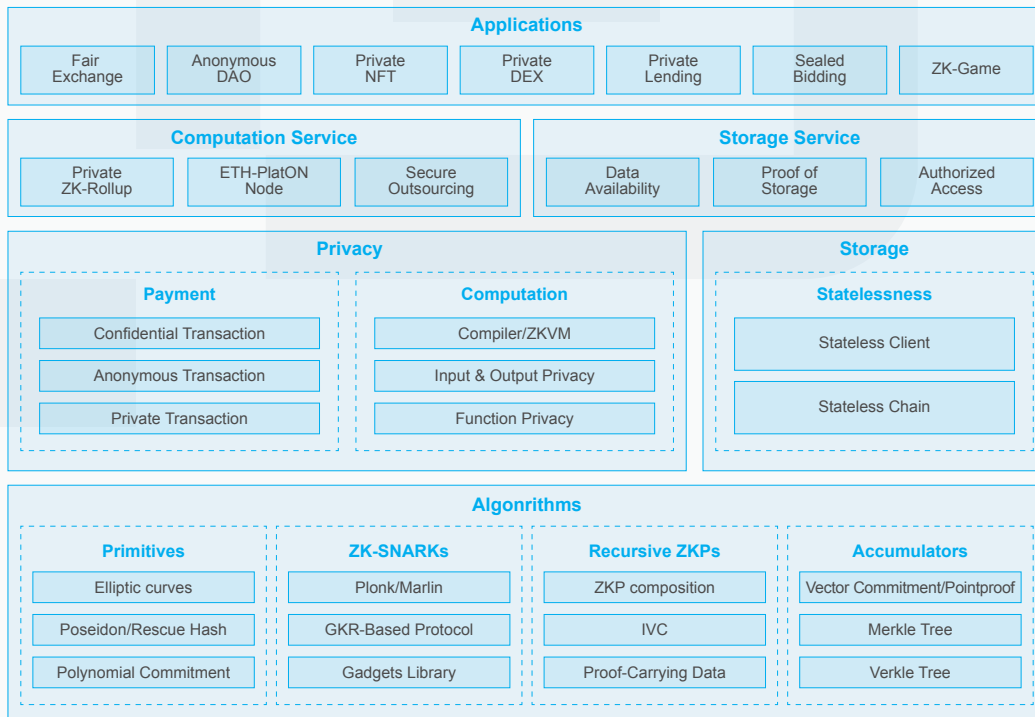 Applications
Fair
Exchange
Anonymous
DAO
Private
NFT
Private
DEX
Private
Lending
Sealed
Bidding
ZK-Game
Computation Service
Private
ZK-Rollup
ETH-PlatON
Node
Secure
Outsourcing
Storage Service
Data
Availability
Proof of
Storage
Authorized
Access
Privacy
Payment
Confidential Transaction
Anonymous Transaction
Private Transaction
Computation
Compiler/ZKVM
Input & Output Privacy
Function Privacy
Storage
Statelessness
Stateless Client
Stateless Chain
Algonrithms
Primitives
Elliptic curves
Poseidon/Rescue Hash
Polynomial Commitment
ZK-SNARKs
Plonk/Marlin
GKR-Based Protocol
Gadgets Library
Recursive ZKPs
ZKP composition
IVC
Proof-Carrying Data
Accumulators
Vector Commitment/Pointproof
Merkle Tree
Verkle Tree